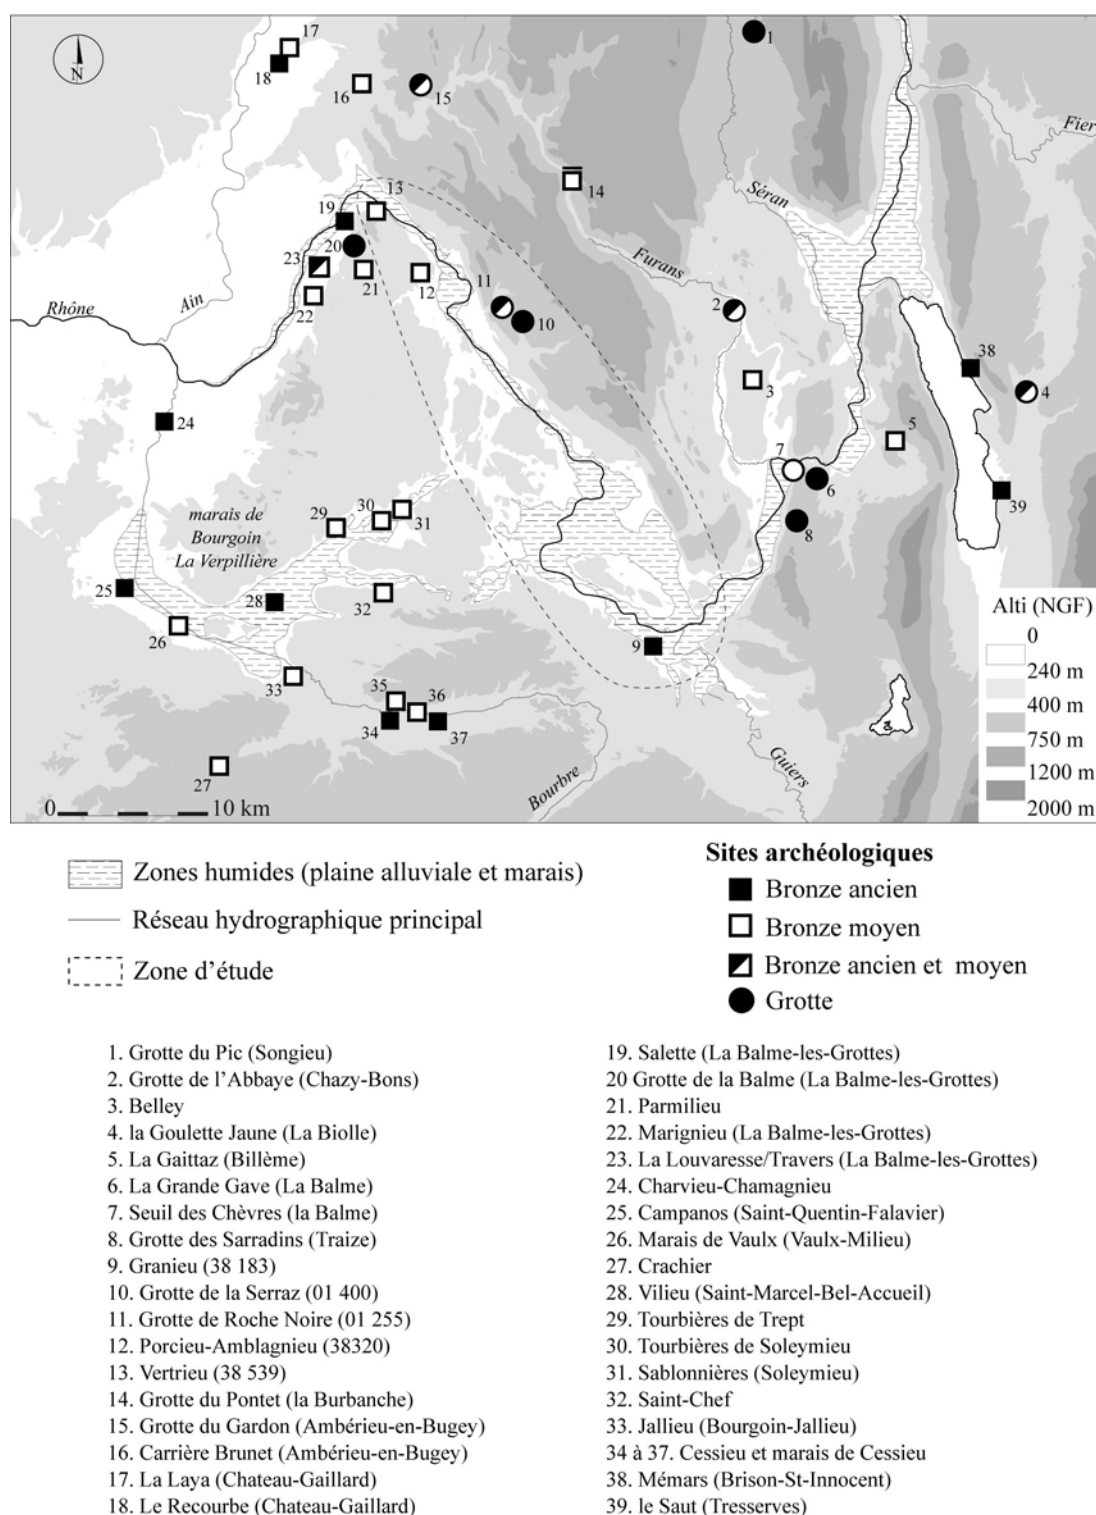 N
17
18
16
15
1
Fier
14
13
19
Séran
20
23
21
12
11
Furans
2
10
22
Rhône
Ain
38
3
4
24
5
7
6
39
8
30
31
29
marais de
Bourgoin
La Verpillière
25
28
32
26
9
33
35
36
34
37
27
Bourbre
Guiers
0
10 km
Alti (NGF)
0
240 m
400 m
750 m
1200 m
2000 m
Zones humides (plaine alluviale et marais)
Réseau hydrographique principal
Zone d'étude
Sites archéologiques
Bronze ancien
Bronze moyen
Bronze ancien et moyen
Grotte
1. Grotte du Pic (Songieu)
2. Grotte de l'Abbaye (Chazy-Bons)
3. Belley
4. la Goulette Jaune (La Biolle)
5. La Gaittaz (Billème)
6. La Grande Gave (La Balme)
7. Seuil des Chèvres (la Balme)
8. Grotte des Sarradins (Traize)
9. Granieu (38 183)
10. Grotte de la Serraz (01 400)
11. Grotte de Roche Noire (01 255)
12. Porcieu-Amblagnieu (38320)
13. Vertrieu (38 539)
14. Grotte du Pontet (la Burbanche)
15. Grotte du Gardon (Ambérieu-en-Bugey)
16. Carrière Brunet (Ambérieu-en-Bugey)
17. La Laya (Chateau-Gaillard)
18. Le Recourbe (Chateau-Gaillard)
19. Salette (La Balme-les-Grottes)
20 Grotte de la Balme (La Balme-les-Grottes)
21. Parmilieu
22. Marignieu (La Balme-les-Grottes)
23. La Louvaresse/Travers (La Balme-les-Grottes)
24. Charvieu-Chamagnieu
25. Campanos (Saint-Quentin-Falavier)
26. Marais de Vaulx (Vaulx-Milieu)
27. Crachier
28. Vilieu (Saint-Marcel-Bel-Accueil)
29. Tourbières de Trept
30. Tourbières de Soleymieu
31. Sablonnières (Soleymieu)
32. Saint-Chef
33. Jallieu (Bourgoin-Jallieu)
34 à 37. Cessieu et marais de Cessieu
38. Mémars (Brison-St-Innocent)
39. le Saut (Tresserves)